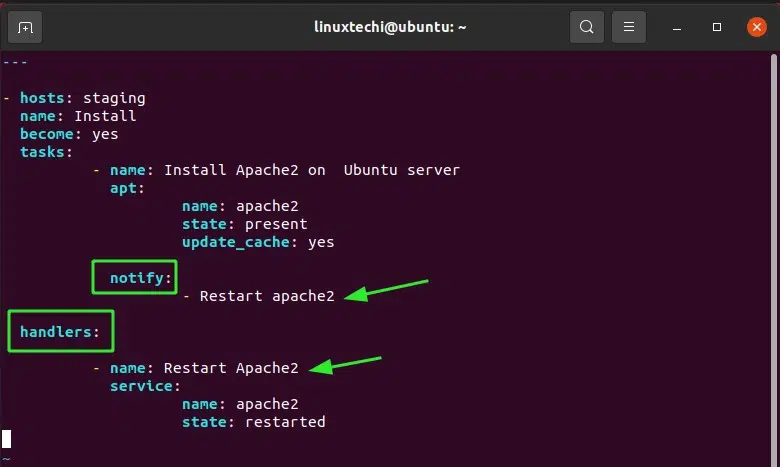 linuxtechi@ubuntu: ~
---
- hosts: staging
  name: Install
  become: yes
  tasks:
          - name: Install Apache2 on  Ubuntu server
            apt:
                    name: apache2
                    state: present
                    update_cache: yes
            notify:
                    - Restart apache2
  handlers:
          - name: Restart Apache2
            service:
                    name: apache2
                    state: restarted
~